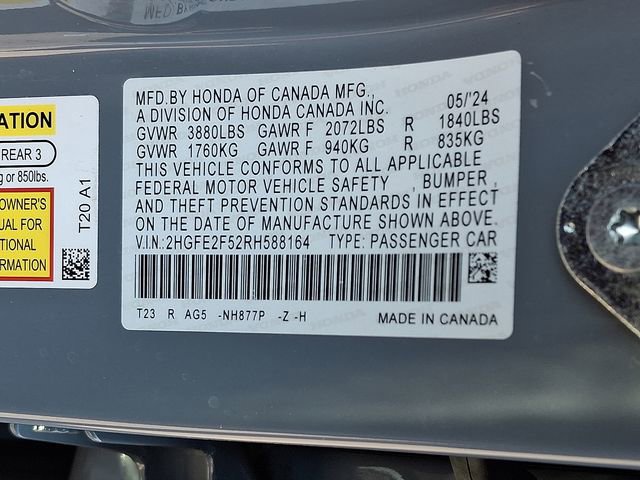 MFD.BY HONDA OF CANADA MFG., 05/'24
A DIVISION OF HONDA CANADA INC.
GVWR 3880LBS GAWR F 2072LBS R 1840LBS
GVWR 1760KG GAWR F 940KG R 835KG
THIS VEHICLE CONFORMS TO ALL APPLICABLE
FEDERAL MOTOR VEHICLE SAFETY , BUMPER ,
AND THEFT PREVENTION STANDARDS IN EFFECT
ON THE DATE OF MANUFACTURE SHOWN ABOVE.
V.I.N.:2HGFE2F52RH588164 TYPE: PASSENGER CAR
T23 R AG5 -NH877P -Z -H MADE IN CANADA
ATION
REAR 3
or 850lbs.
OWNER'S
UAL FOR
TIONAL
RMATION
T20 A1